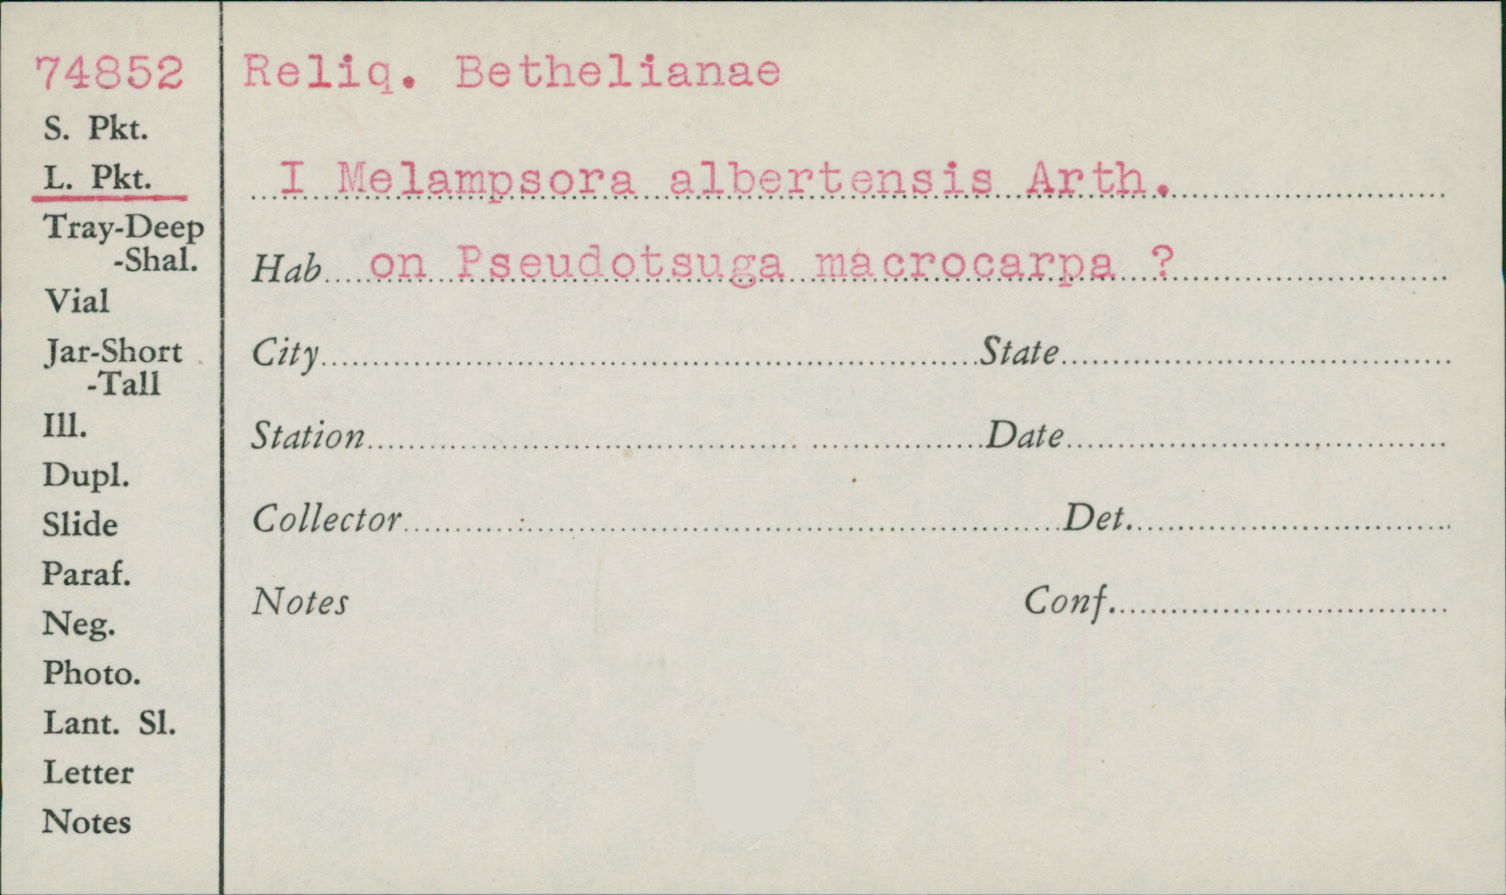 74852
S. Pkt.
L. Pkt.
Tray-Deep
-Shal.
Vial
Jar-Short
-Tall
Ill.
Dupl.
Slide
Paraf.
Neg.
Photo.
Lant. Sl.
Letter
Notes
Reliq. Bethelianae
I Melampsora albertensis Arth.
Hab on Pseudotsuga macrocarpa ?
City State
Station Date
Collector Det.
Notes Conf.